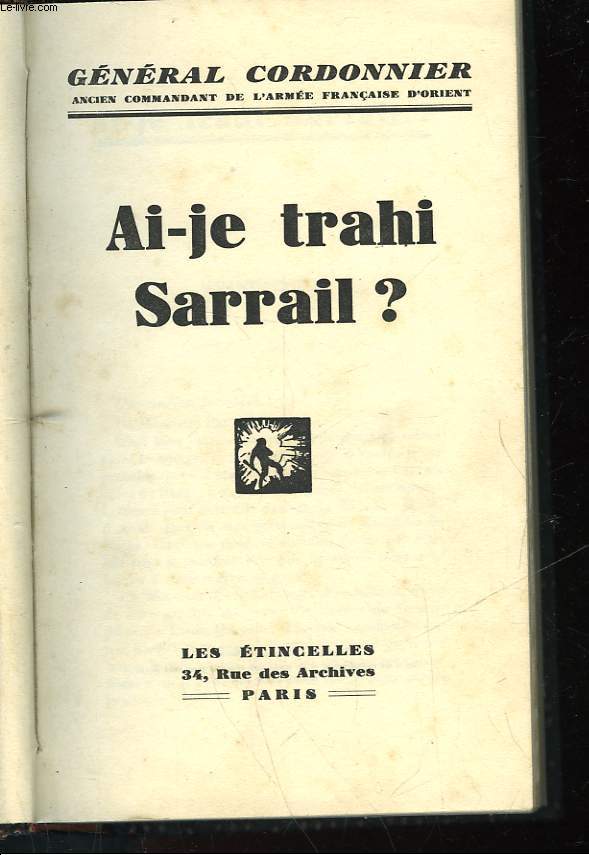 Le-livre.com
GÉNÉRAL CORDONNIER
ANCIEN COMMANDANT DE L'ARMÉE FRANÇAISE D'ORIENT
Ai-je trahi
Sarrail ?
LES ÉTINCELLES
34, Rue des Archives
PARIS